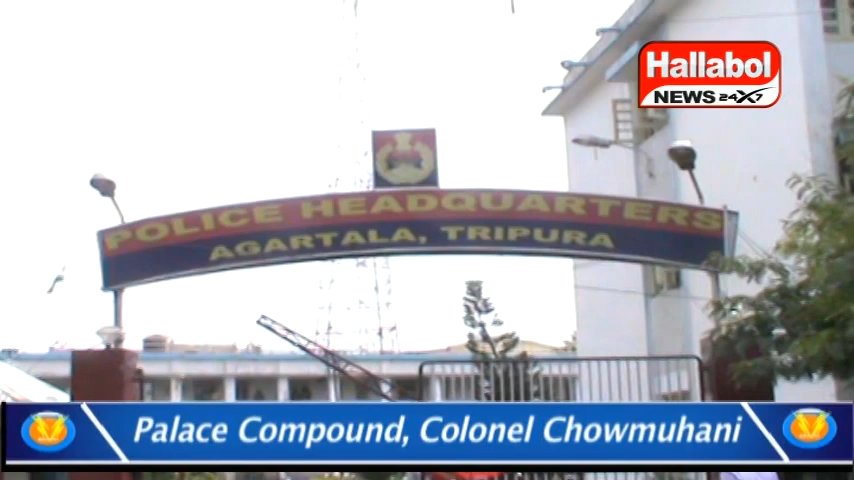 Hallabol
NEWS 24X7
POLICE HEADQUARTERS
AGARTALA, TRIPURA
Palace Compound, Colonel Chowmuhani